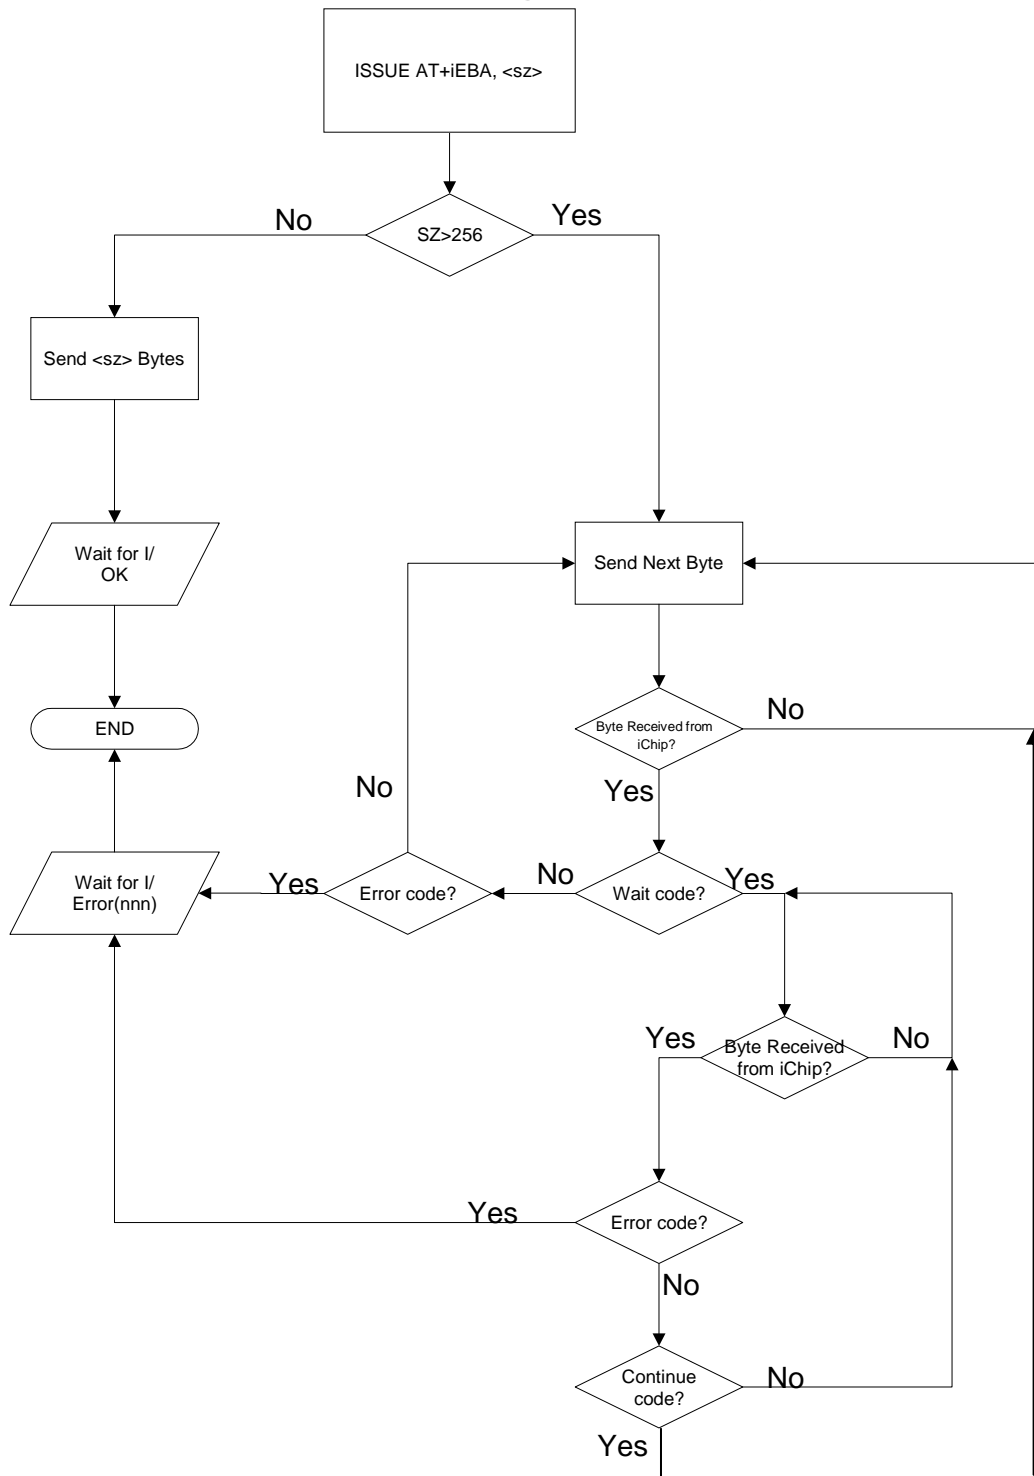 ISSUE AT+iEBA, <sz>
No
Yes
SZ>256
Send <sz> Bytes
Wait for I/
OK
Send Next Byte
END
Byte Received from
iChip?
No
Yes
No
Wait for I/
Error(nnn)
Yes
Error code?
No
Wait code?
Yes
Yes
Byte Received
from iChip?
No
Yes
Error code?
No
Continue
code?
No
Yes